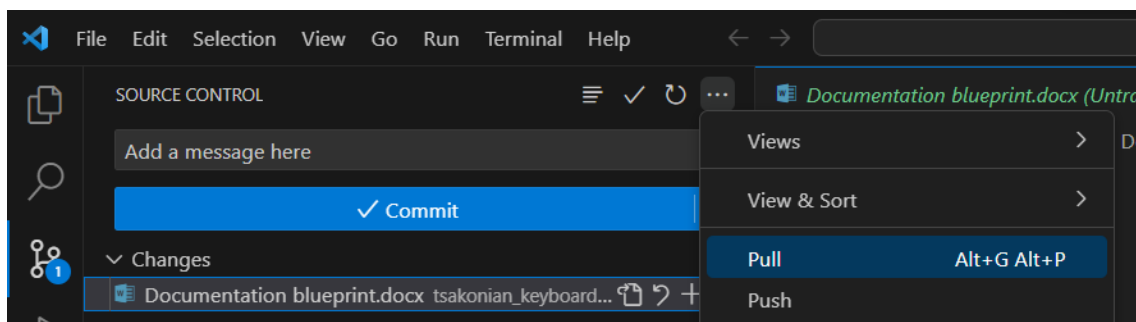 File Edit Selection View Go Run Terminal Help
SOURCE CONTROL
Documentation blueprint.docx (Untra
Add a message here
Views
D
Commit
View & Sort
Changes
Pull Alt+G Alt+P
1
Documentation blueprint.docx tsakonian_keyboard...
Push